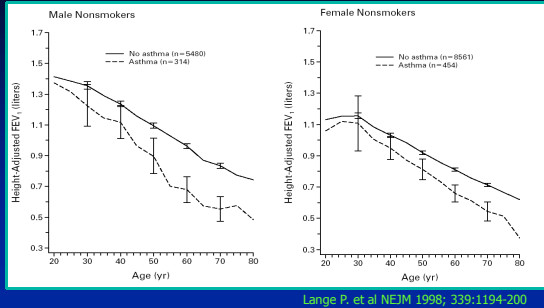 Male Nonsmokers
No asthma (n=5480)
Asthma (n=314)
Height-Adjusted FEV1 (liters)
1.7
1.5
1.3
1.1
0.9
0.7
0.5
0.3
20 30 40 50 60 70 80
Age (yr)
Female Nonsmokers
No asthma (n=8561)
Asthma (n=454)
Height-Adjusted FEV1 (liters)
1.7
1.5
1.3
1.1
0.9
0.7
0.5
0.3
20 30 40 50 60 70 80
Age (yr)
Lange P. et al NEJM 1998; 339:1194-200